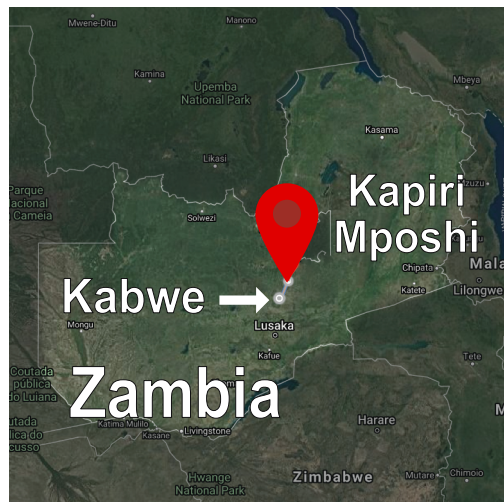 Mwene-Ditu
Manono
Kamina
Upemba
National Park
Mbeya
Kasama
Likasi
Parque
nacional
a Cameia
Solwezi
Kapiri
Mposhi
Mzuzu
Chipata
Mala
Kabwe
Katete
Lilongwe
Mongu
Lusaka
Kafue
Tete
Coutada
pública
do Luiana
Zambia
Harare
Katima Mulilo
Kasane
Livingstone
Hwange
National Park
Zimbabwe
Mutare
Chimoio